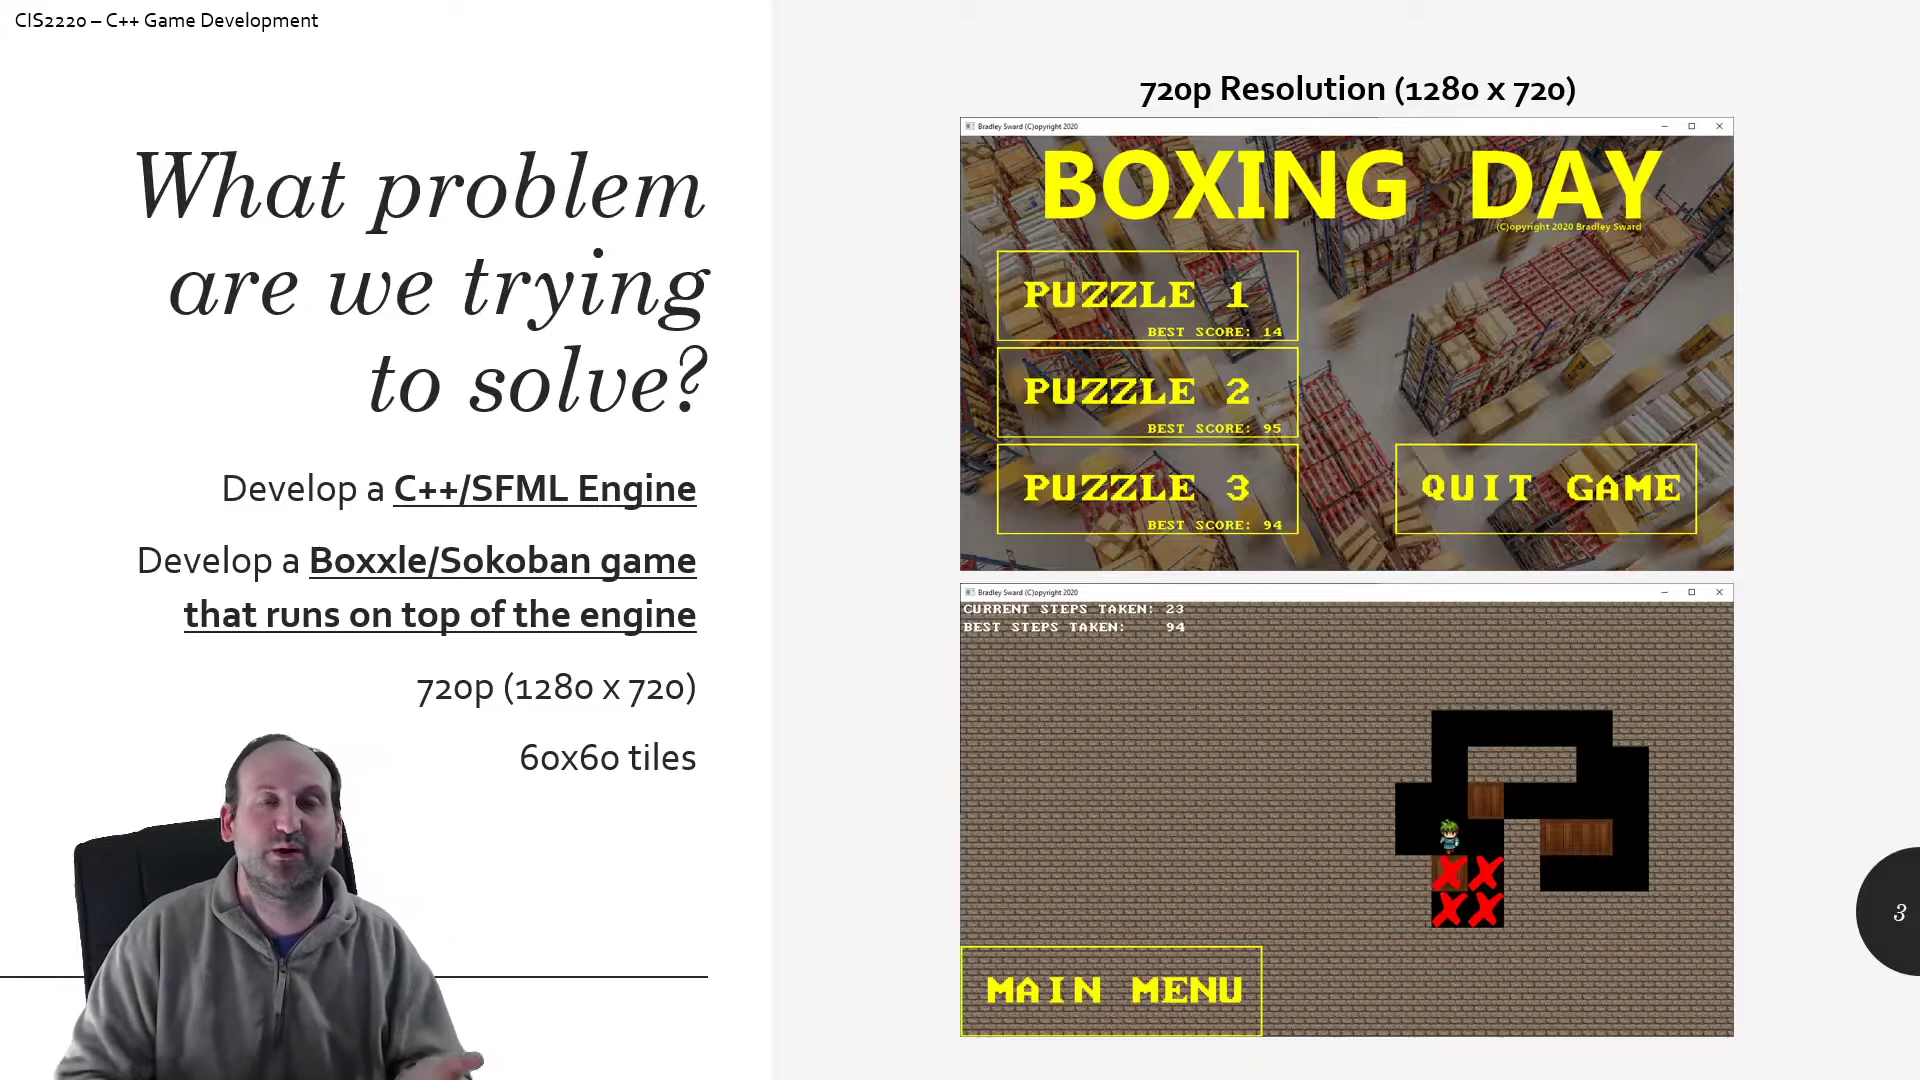 CIS2220 – C++ Game Development
What problem
are we trying
to solve?
Develop a C++/SFML Engine
Develop a Boxxle/Sokoban game
that runs on top of the engine
720p (1280 x 720)
60x60 tiles
720p Resolution (1280 x 720)
Bradley Sward (C)opyright 2020
BOXING DAY
(C)opyright 2020 Bradley Sward
PUZZLE 1
BEST SCORE: 14
PUZZLE 2
BEST SCORE: 95
PUZZLE 3
BEST SCORE: 94
QUIT GAME
Bradley Sward (C)opyright 2020
CURRENT STEPS TAKEN: 23
BEST STEPS TAKEN: 94
MAIN MENU
3